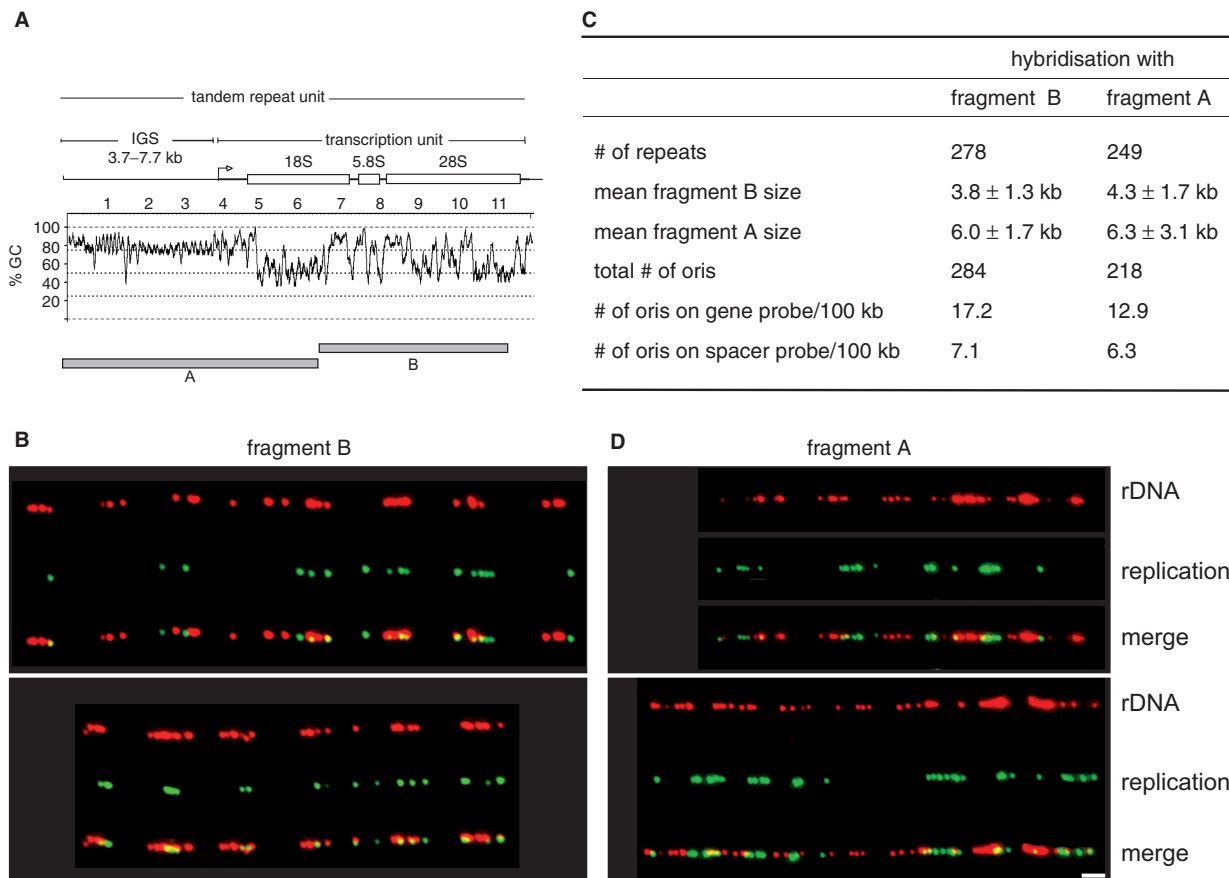 A
tandem repeat unit
IGS
transcription unit
3.7–7.7 kb
18S
5.8S
28S
1 2 3 4 5 6 7 8 9 10 11
% GC
100
80
60
40
20
A
B
C
hybridisation with
fragment B fragment A
# of repeats 278 249
mean fragment B size 3.8 ± 1.3 kb 4.3 ± 1.7 kb
mean fragment A size 6.0 ± 1.7 kb 6.3 ± 3.1 kb
total # of oris 284 218
# of oris on gene probe/100 kb 17.2 12.9
# of oris on spacer probe/100 kb 7.1 6.3
B
fragment B
D
fragment A
rDNA
replication
merge
rDNA
replication
merge